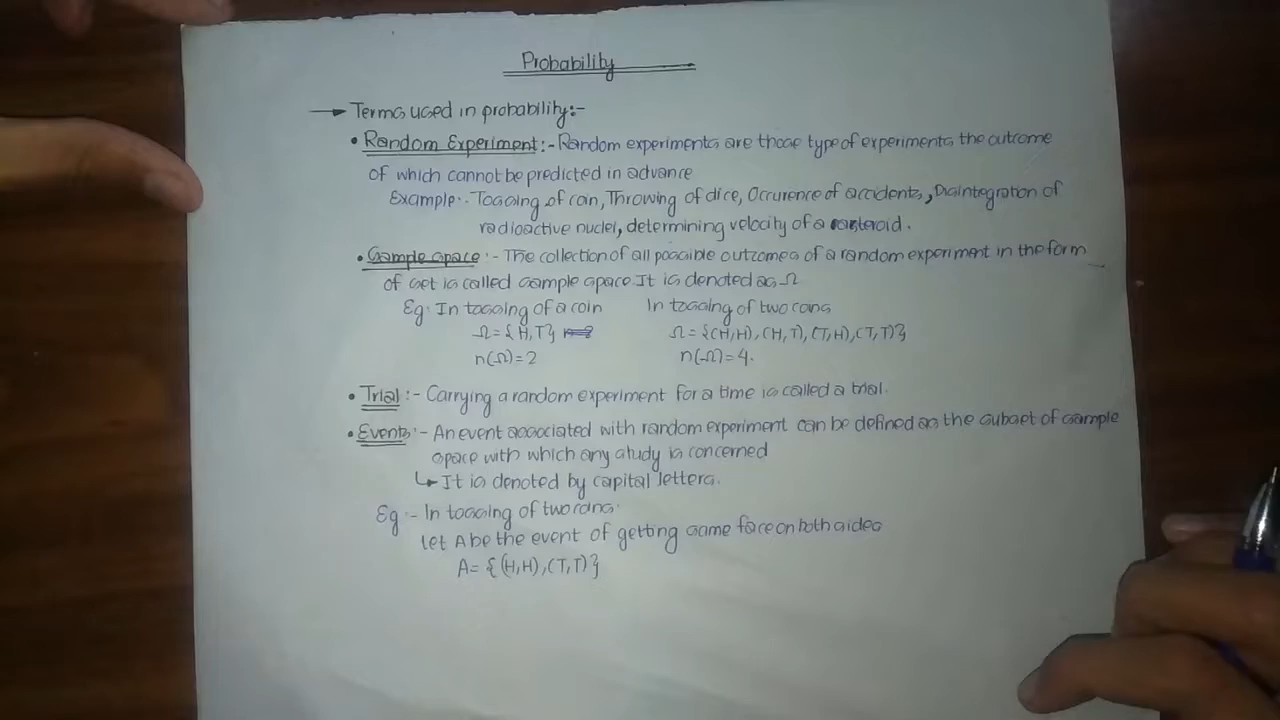 Probability
→ Terms used in probability:-
• Random Experiment:- Random experiments are those type of experiments the outcome
of which cannot be predicted in advance
Example:- Tossing of coin, Throwing of dice, Occurence of accidents, Disintegration of
radioactive nuclei, determining velocity of a asteroid.
• Sample space:- The collection of all possible outcomes of a random experiment in the form
of set is called sample space. It is denoted as Ω
Eg: In tossing of a coin In tossing of two coins
Ω = {H,T} Ω = {(H,H), (H,T), (T,H), (T,T)}
n(Ω) = 2 n(Ω) = 4.
• Trial:- Carrying a random experiment for a time is called a trial.
• Events:- An event associated with random experiment can be defined as the subset of sample
space with which any study is concerned
↳ It is denoted by capital letters.
Eg:- In tossing of two coins.
Let A be the event of getting same face on both sides
A = {(H,H), (T,T)}